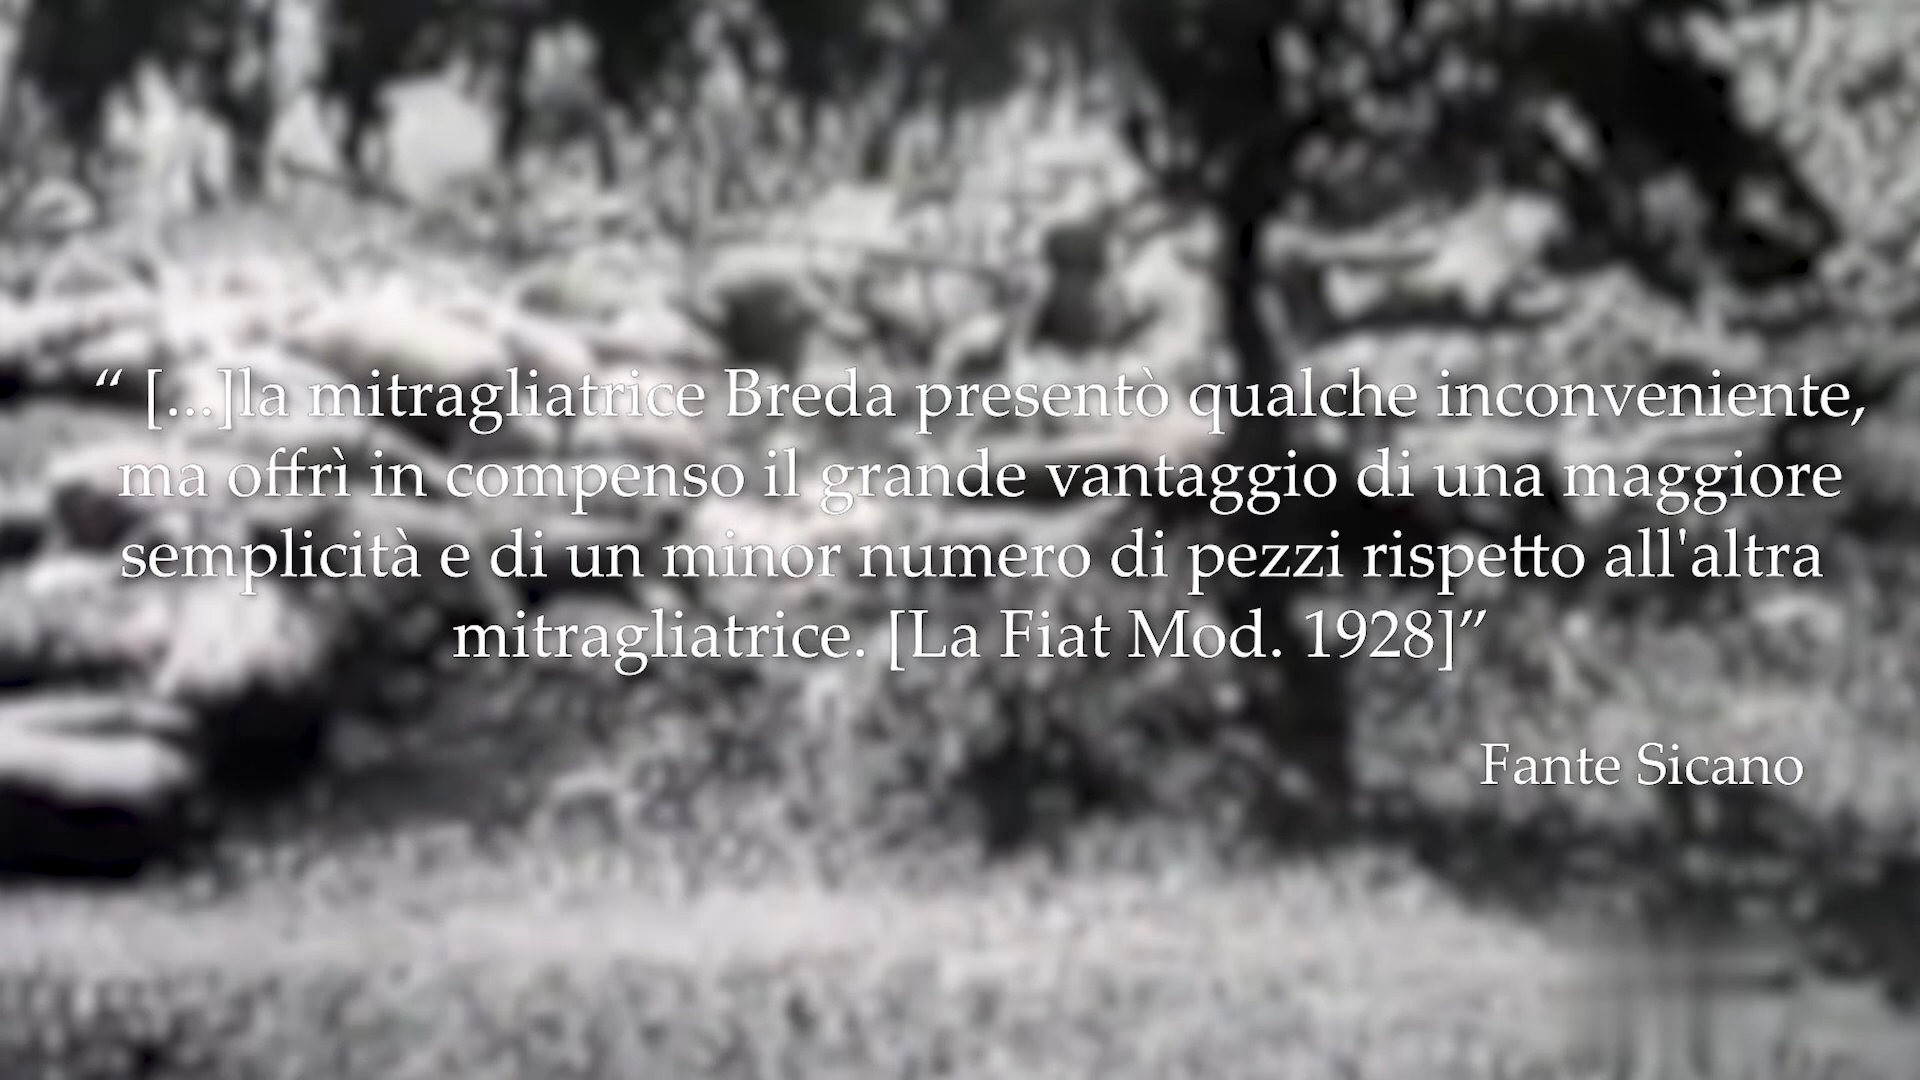 “ [...]la mitragliatrice Breda presentò qualche inconveniente,
ma offrì in compenso il grande vantaggio di una maggiore
semplicità e di un minor numero di pezzi rispetto all'altra
mitragliatrice. [La Fiat Mod. 1928]”
Fante Sicano